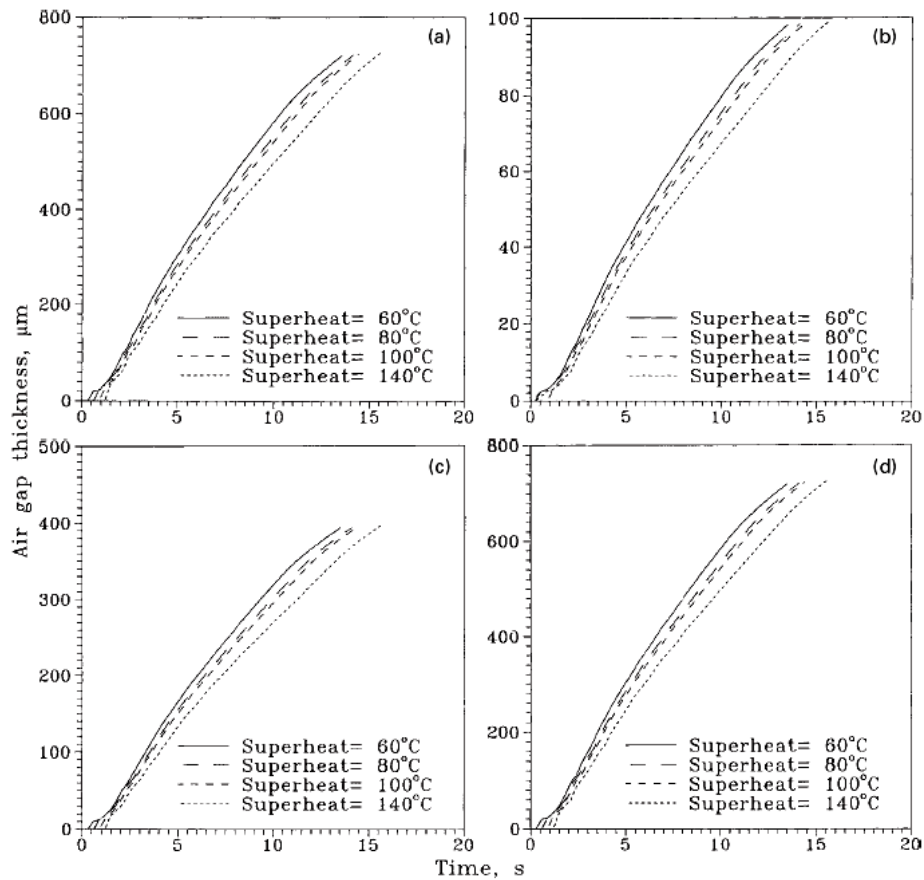 800
(a)
600
400
200
0
Superheat= 60°C
Superheat= 80°C
Superheat= 100°C
Superheat= 140°C
0 5 10 15 20
100
(b)
80
60
40
20
0
Superheat= 60°C
Superheat= 80°C
Superheat= 100°C
Superheat= 140°C
0 5 10 15 20
Air gap thickness, μm
500
(c)
400
300
200
100
0
Superheat= 60°C
Superheat= 80°C
Superheat= 100°C
Superheat= 140°C
0 5 10 15 20
800
(d)
600
400
200
0
Superheat= 60°C
Superheat= 80°C
Superheat= 100°C
Superheat= 140°C
0 5 10 15 20
Time, s